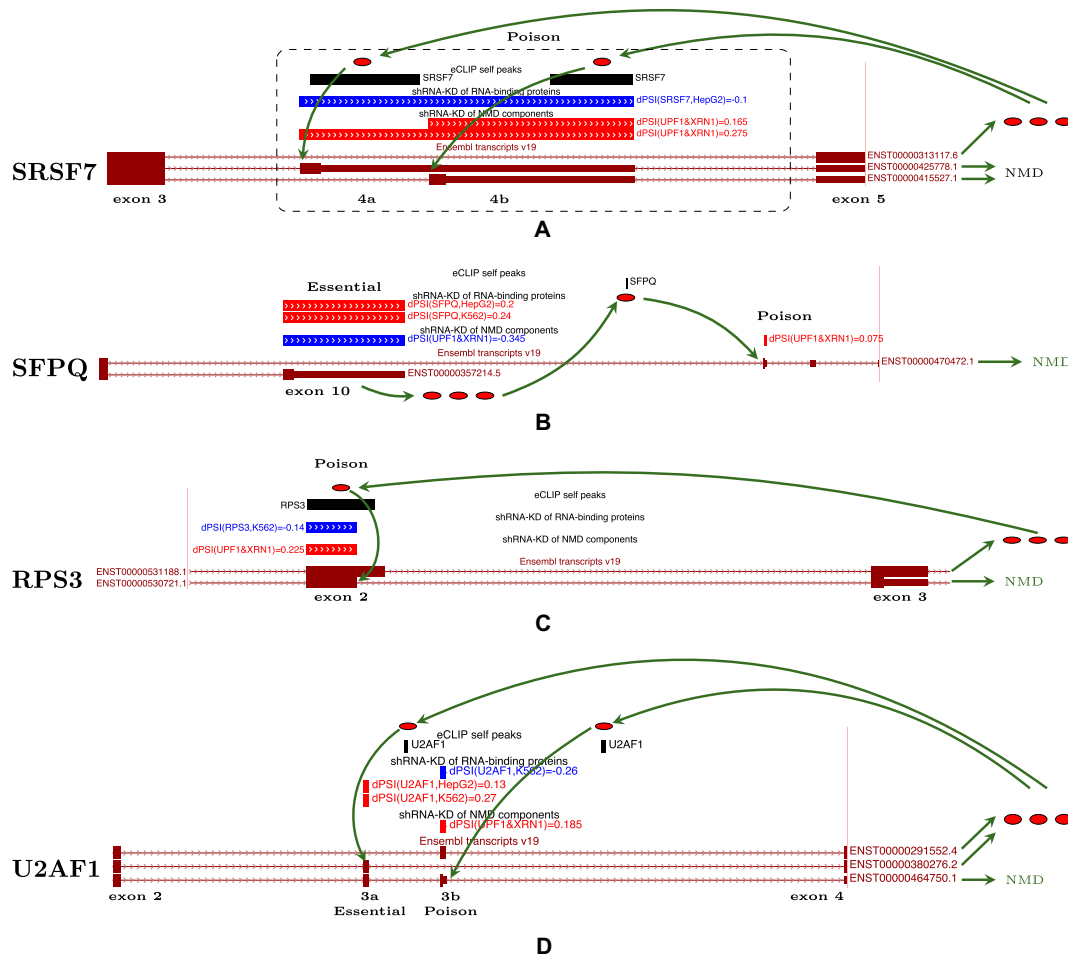 Poison
eCLIP self peaks
SRSF7 SRSF7
shRNA-KD of RNA-binding proteins
dPSI(SRSF7,HepG2)=-0.1
shRNA-KD of NMD components
dPSI(UPF1&XRN1)=0.165
dPSI(UPF1&XRN1)=0.275
Ensembl transcripts v19
ENST00000313117.6
SRSF7 ENST00000425778.1 NMD
ENST00000415527.1
exon 3 4a 4b exon 5
A
eCLIP self peaks
SFPQ
Essential
shRNA-KD of RNA-binding proteins
dPSI(SFPQ,HepG2)=0.2
dPSI(SFPQ,K562)=0.24
Poison
shRNA-KD of NMD components
dPSI(UPF1&XRN1)=-0.345 dPSI(UPF1&XRN1)=0.075
Ensembl transcripts v19
SFPQ ENST00000470472.1 NMD
ENST00000357214.5
exon 10
B
Poison
eCLIP self peaks
RPS3
shRNA-KD of RNA-binding proteins
dPSI(RPS3,K562)=-0.14
shRNA-KD of NMD components
dPSI(UPF1&XRN1)=0.225
Ensembl transcripts v19
ENST00000531188.1
RPS3 ENST00000530721.1 NMD
exon 2 exon 3
C
eCLIP self peaks
U2AF1 U2AF1
shRNA-KD of RNA-binding proteins
dPSI(U2AF1,K562)=-0.26
dPSI(U2AF1,HepG2)=0.13
dPSI(U2AF1,K562)=0.27
shRNA-KD of NMD components
dPSI(UPF1&XRN1)=0.185
Ensembl transcripts v19
ENST00000291552.4
U2AF1 ENST00000380276.2
ENST00000464750.1 NMD
exon 2 3a 3b exon 4
Essential Poison
D